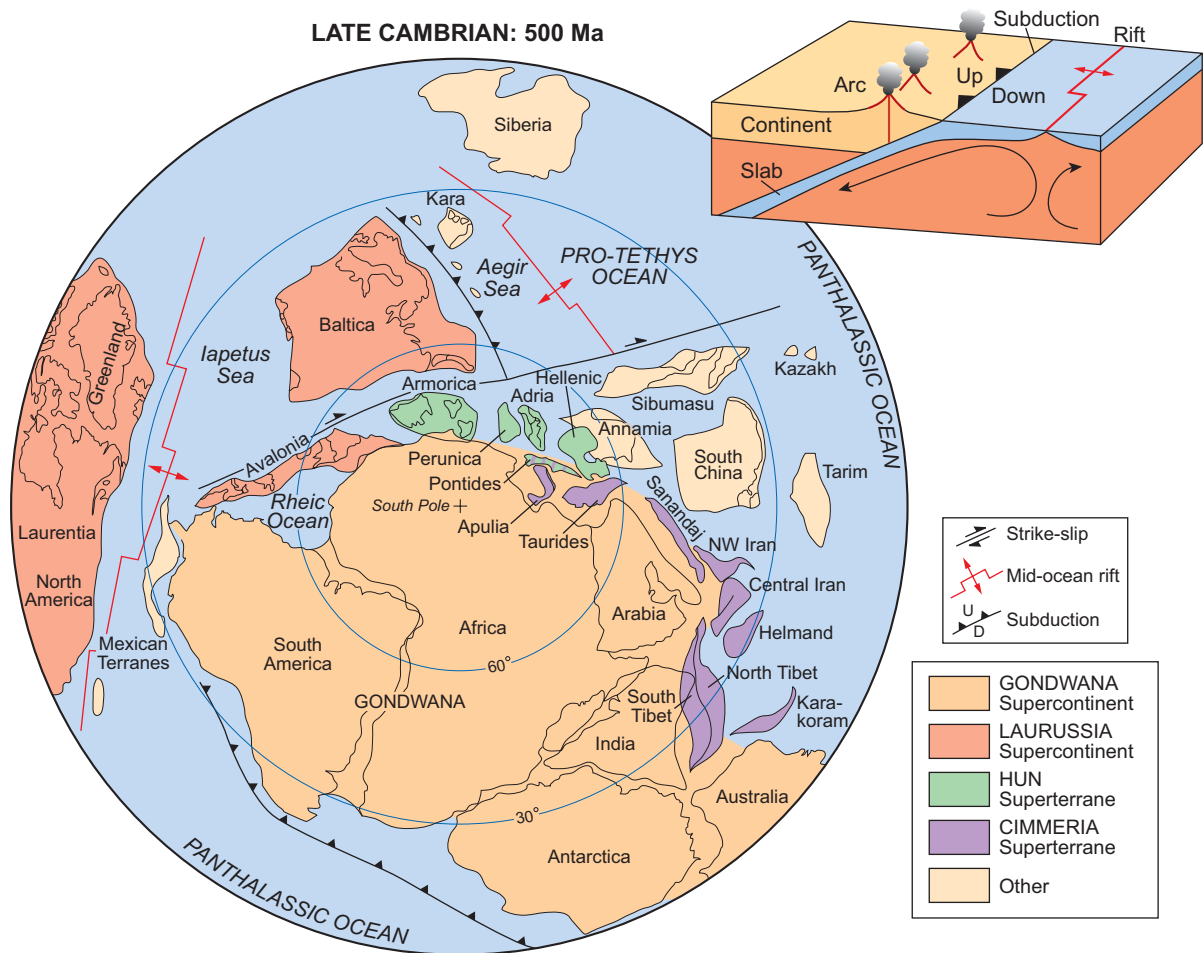 LATE CAMBRIAN: 500 Ma
Subduction
Rift
Arc
Up
Down
Continent
Slab
Siberia
Kara
Aegir
Sea
PRO-TETHYS
OCEAN
PANTHALASSIC OCEAN
Baltica
Greenland
Iapetus
Sea
Armorica
Hellenic
Adria
Kazakh
Sibumasu
Annamia
Avalonia
Perunica
South
China
Tarim
Pontides
Rheic
Ocean
South Pole +
Apulia
Taurides
Sanandaj
Laurentia
NW Iran
North
America
Central Iran
Arabia
Africa
Helmand
Mexican
Terranes
South
America
60°
North Tibet
South
Tibet
GONDWANA
Kara-
koram
India
Australia
30°
Antarctica
PANTHALASSIC OCEAN
Strike-slip
Mid-ocean rift
U
D
Subduction
GONDWANA
Supercontinent
LAURUSSIA
Supercontinent
HUN
Superterrane
CIMMERIA
Superterrane
Other